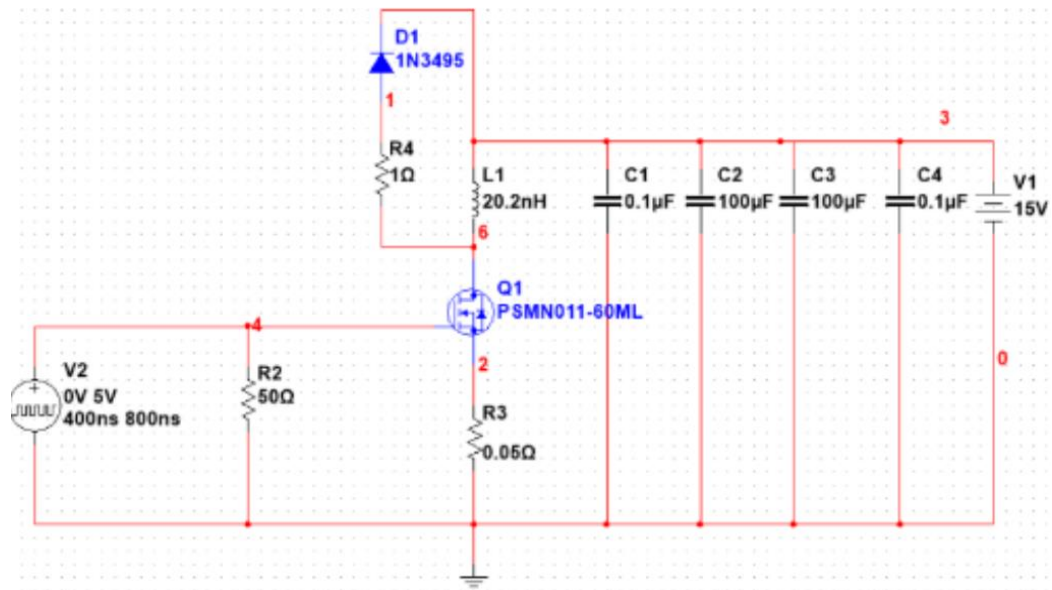 D1
1N3495
1
3
R4
1Ω
L1
20.2nH
C1
0.1µF
C2
100µF
C3
100µF
C4
0.1µF
V1
15V
6
Q1
PSMN011-60ML
4
2
0
V2
0V 5V
400ns 800ns
R2
50Ω
R3
0.05Ω